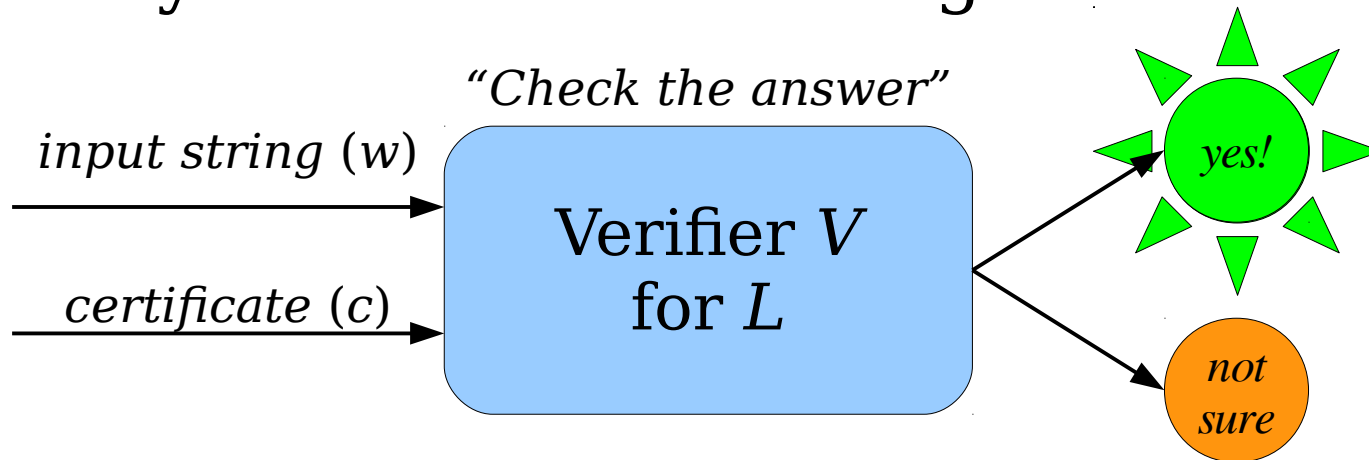 “Check the answer”
input string (w)
yes!
Verifier V
for L
certificate (c)
not
sure